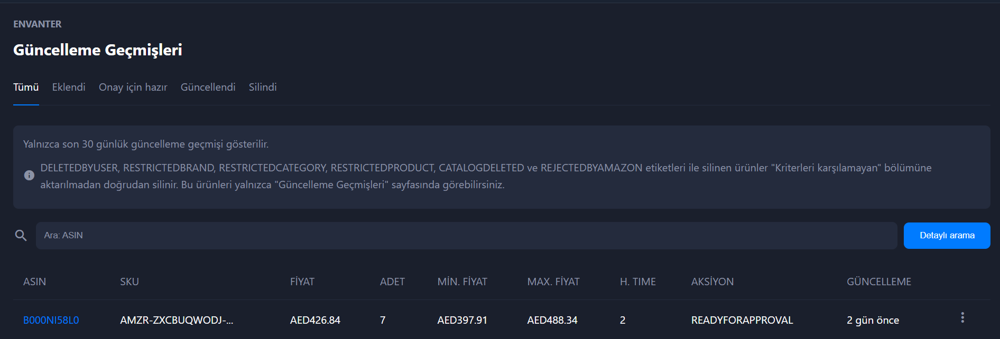 ENVANTER
Güncelleme Geçmişleri
Tümü Eklendi Onay için hazır Güncellendi Silindi
Yalnızca son 30 günlük güncelleme geçmişi gösterilir.
DELETEDBYUSER, RESTRICTEDBRAND, RESTRICTEDCATEGORY, RESTRICTEDPRODUCT, CATALOGDELETED ve REJECTEDBYAMAZON etiketleri ile silinen ürünler "Kriterleri karşılamayan" bölümüne
aktarılmadan doğrudan silinir. Bu ürünleri yalnızca "Güncelleme Geçmişleri" sayfasında görebilirsiniz.
Ara: ASIN Detaylı arama
ASIN SKU FİYAT ADET MİN. FİYAT MAX. FİYAT H. TIME AKSİYON GÜNCELLEME
B000NI58L0 AMZR-ZXCBUQWODJ-... AED426.84 7 AED397.91 AED488.34 2 READYFORAPPROVAL 2 gün önce